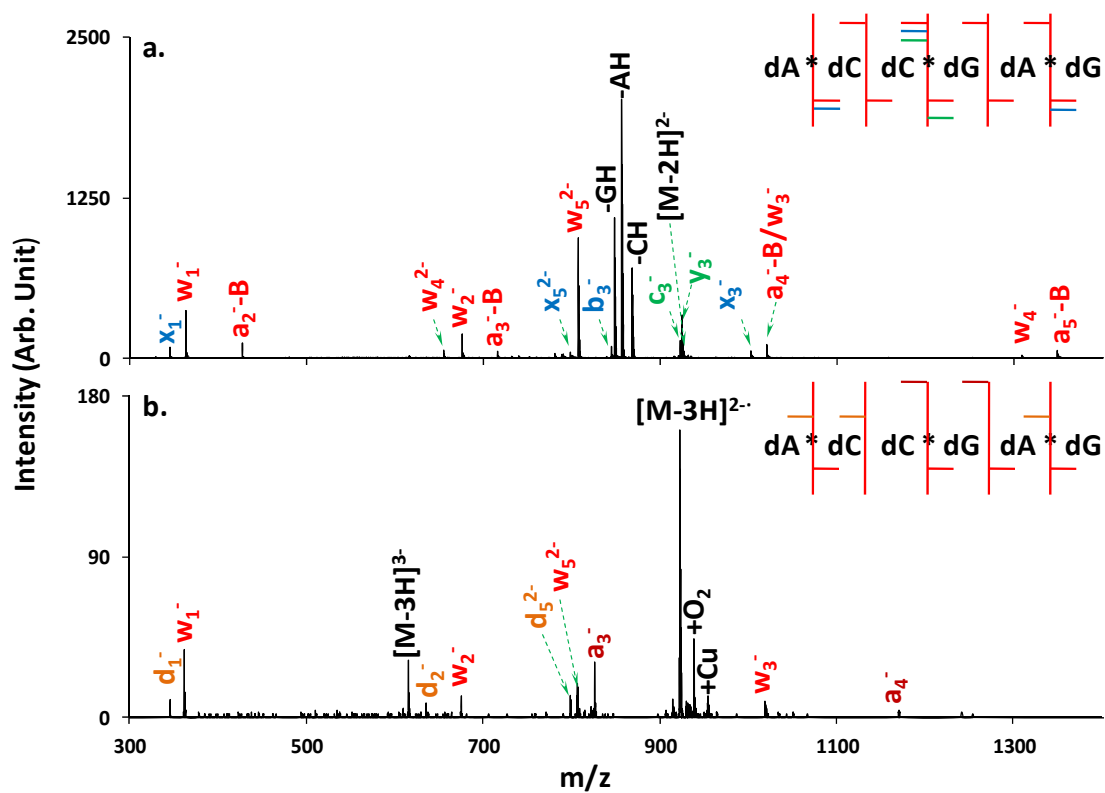 2500
a.
dA * dC dC * dG dA * dG
-AH
-GH
[M-2H]²⁻
-CH
w₅²⁻
a₄⁻-B/w₃⁻
y₃⁻
c₃⁻
1250
w₁⁻
x₁⁻
a₂⁻-B
w₄²⁻
w₂⁻
a₃⁻-B
x₅²⁻
b₃⁻
x₃⁻
w₄⁻
a₅⁻-B
0
Intensity (Arb. Unit)
180
b.
[M-3H]²⁻·
dA * dC dC * dG dA * dG
90
w₁⁻
d₁⁻
[M-3H]³⁻
d₂⁻
w₂⁻
d₅²⁻
w₅²⁻
a₃⁻
+O₂
+Cu
w₃⁻
a₄⁻
0
300 500 700 900 1100 1300
m/z